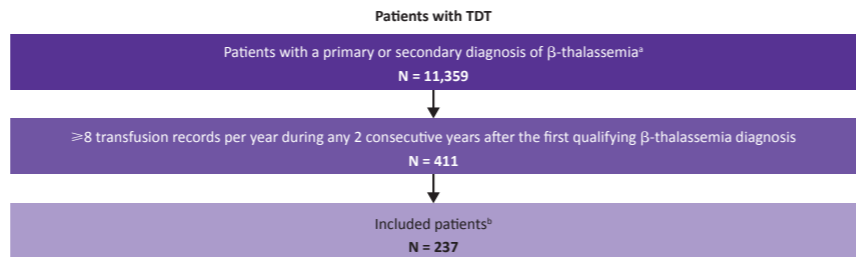 Patients with TDT
Patients with a primary or secondary diagnosis of β-thalassemiaᵃ
N = 11,359
⩾8 transfusion records per year during any 2 consecutive years after the first qualifying β-thalassemia diagnosis
N = 411
Included patientsᵇ
N = 237